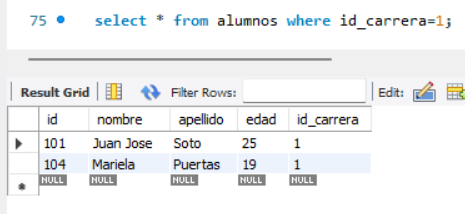 75 select * from alumnos where id_carrera=1;
Result Grid Filter Rows: Edit:
id nombre apellido edad id_carrera
101 Juan Jose Soto 25 1
104 Mariela Puertas 19 1
NULL NULL NULL NULL NULL